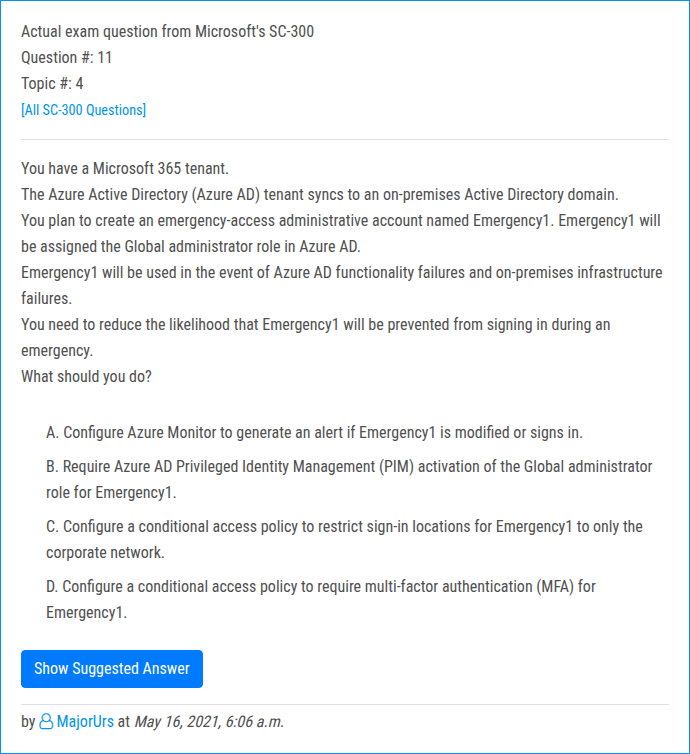 Actual exam question from Microsoft's SC-300
Question #: 11
Topic #: 4
[All SC-300 Questions]
You have a Microsoft 365 tenant.
The Azure Active Directory (Azure AD) tenant syncs to an on-premises Active Directory domain.
You plan to create an emergency-access administrative account named Emergency1. Emergency1 will
be assigned the Global administrator role in Azure AD.
Emergency1 will be used in the event of Azure AD functionality failures and on-premises infrastructure
failures.
You need to reduce the likelihood that Emergency1 will be prevented from signing in during an
emergency.
What should you do?
A. Configure Azure Monitor to generate an alert if Emergency1 is modified or signs in.
B. Require Azure AD Privileged Identity Management (PIM) activation of the Global administrator
role for Emergency1.
C. Configure a conditional access policy to restrict sign-in locations for Emergency1 to only the
corporate network.
D. Configure a conditional access policy to require multi-factor authentication (MFA) for
Emergency1.
Show Suggested Answer
by MajorUrs at May 16, 2021, 6:06 a.m.